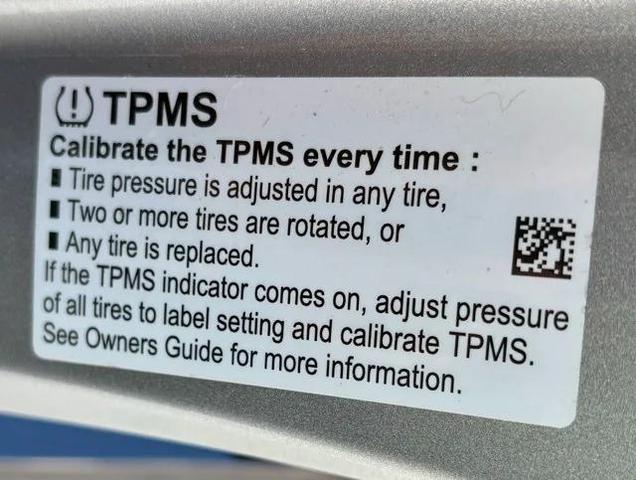 TPMS
Calibrate the TPMS every time :
▮ Tire pressure is adjusted in any tire,
▮ Two or more tires are rotated, or
▮ Any tire is replaced.
If the TPMS indicator comes on, adjust pressure
of all tires to label setting and calibrate TPMS.
See Owners Guide for more information.